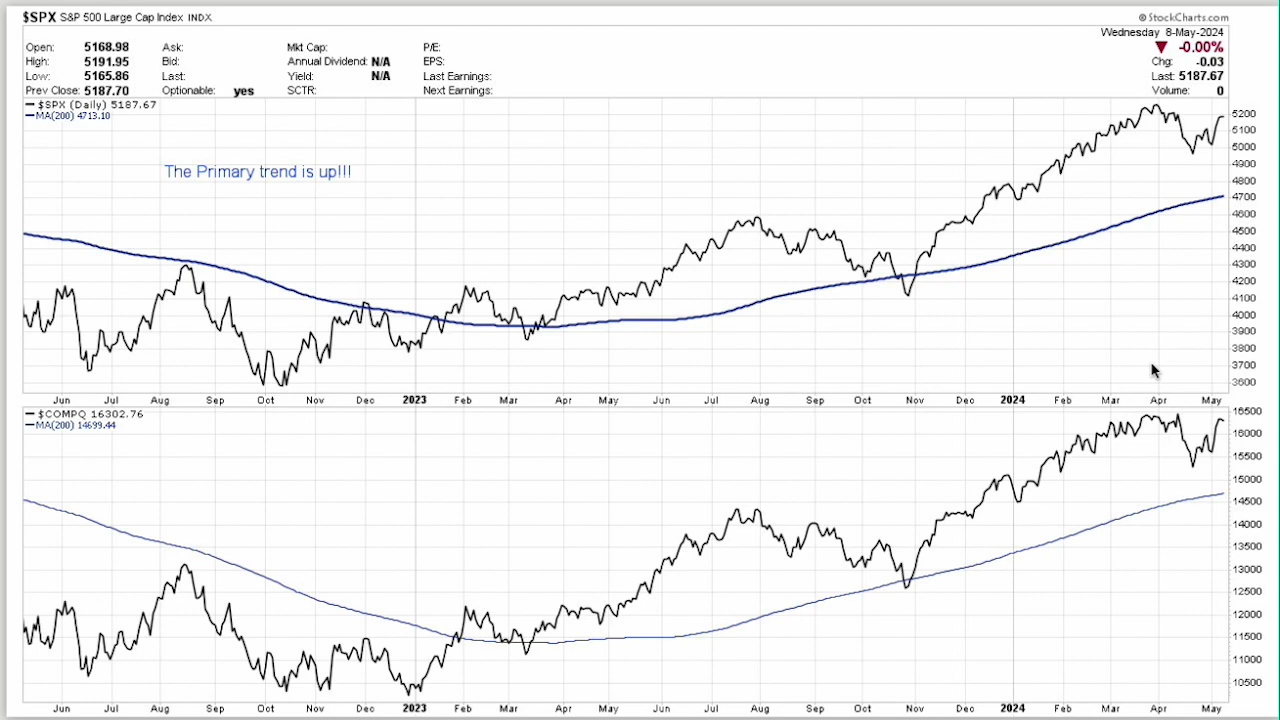 $SPX S&P 500 Large Cap Index INDX
© StockCharts.com
Wednesday 8-May-2024
Open: 5168.98 Ask: Mkt Cap: P/E: ▼ -0.00%
High: 5191.95 Bid: Annual Dividend: N/A EPS: Chg: -0.03
Low: 5165.86 Last: Yield: N/A Last Earnings: Last: 5187.67
Prev Close: 5187.70 Optionable: yes SCTR: Next Earnings: Volume: 0
$SPX (Daily) 5187.67
MA(200) 4713.10
The Primary trend is up!!!
5200
5100
5000
4900
4800
4700
4600
4500
4400
4300
4200
4100
4000
3900
3800
3700
3600
Jun Jul Aug Sep Oct Nov Dec 2023 Feb Mar Apr May Jun Jul Aug Sep Oct Nov Dec 2024 Feb Mar Apr May
$COMPQ 16302.76
MA(200) 14699.44
16500
16000
15500
15000
14500
14000
13500
13000
12500
12000
11500
11000
10500
Jun Jul Aug Sep Oct Nov Dec 2023 Feb Mar Apr May Jun Jul Aug Sep Oct Nov Dec 2024 Feb Mar Apr May